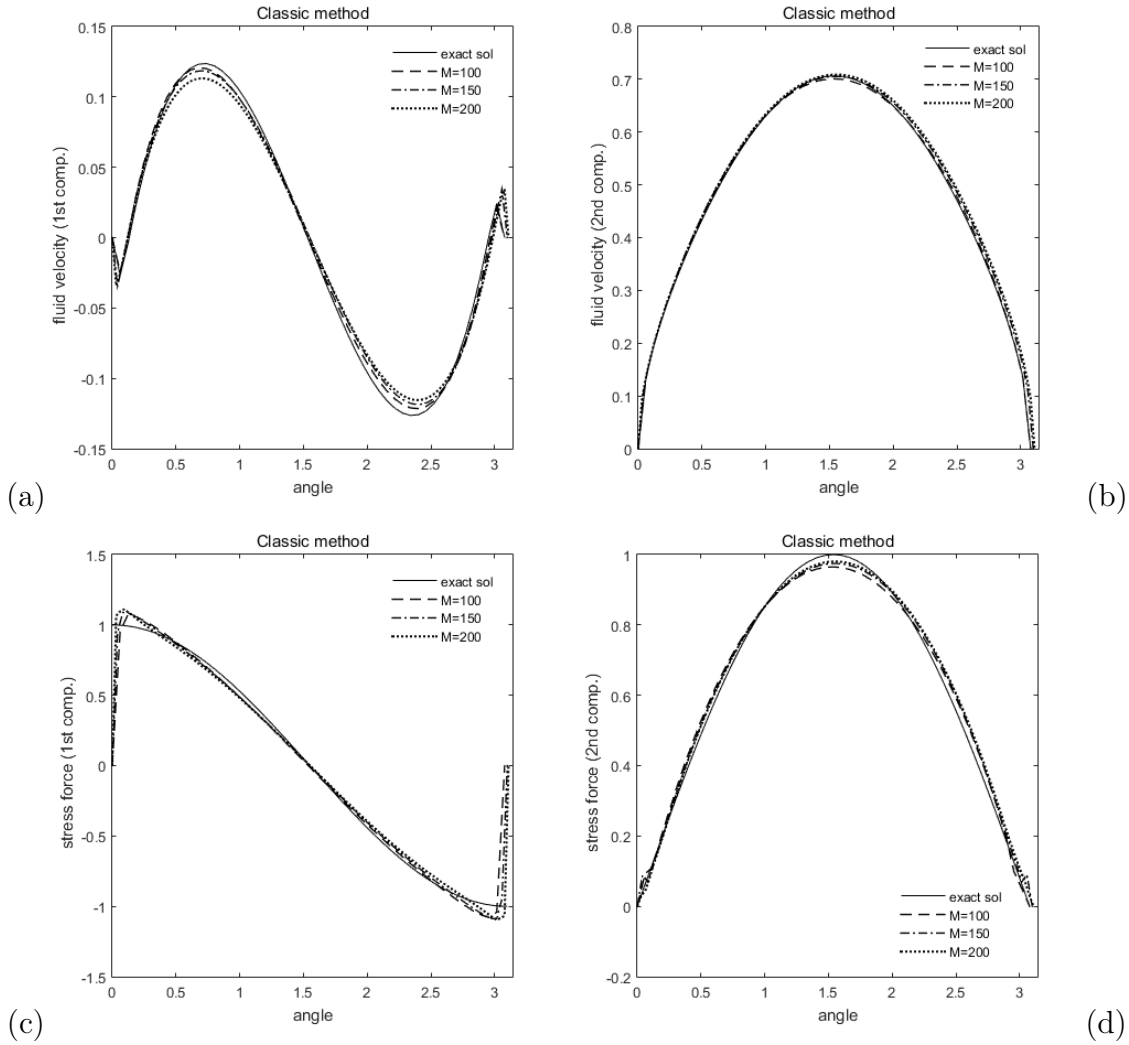 Classic method
0.15
0.1
0.05
0
-0.05
-0.1
-0.15
fluid velocity (1st comp.)
exact sol
M=100
M=150
M=200
0 0.5 1 1.5 2 2.5 3
angle
(a)
Classic method
0.8
0.7
0.6
0.5
0.4
0.3
0.2
0.1
0
fluid velocity (2nd comp.)
exact sol
M=100
M=150
M=200
0 0.5 1 1.5 2 2.5 3
angle
(b)
Classic method
1.5
1
0.5
0
-0.5
-1
-1.5
stress force (1st comp.)
exact sol
M=100
M=150
M=200
0 0.5 1 1.5 2 2.5 3
angle
(c)
Classic method
1
0.8
0.6
0.4
0.2
0
-0.2
stress force (2nd comp.)
exact sol
M=100
M=150
M=200
0 0.5 1 1.5 2 2.5 3
angle
(d)